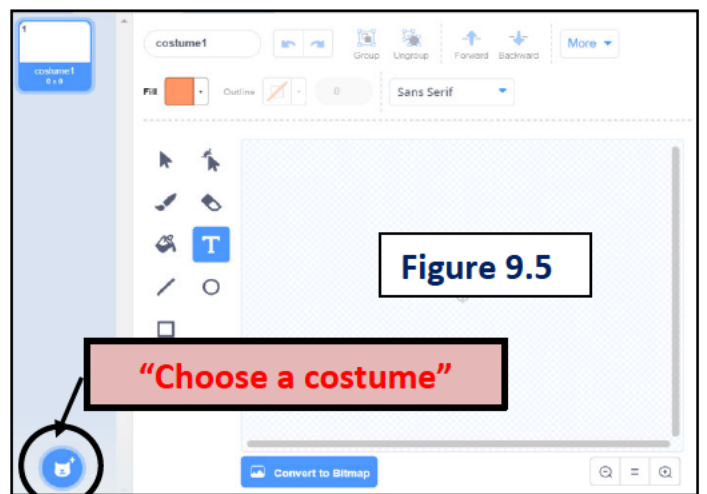 1
costume1
0 x 0
costume1
Group
Ungroup
Forward
Backward
More
Fill
Outline
0
Sans Serif
T
Figure 9.5
“Choose a costume”
Convert to Bitmap
=